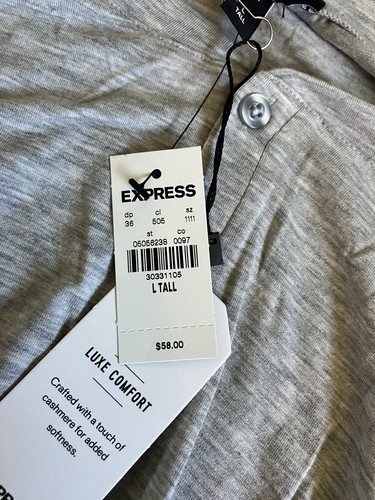 TALL
EXPRESS
dp cl sz
36 505 1111
st co
05056239 0097
30331105
L TALL
$58.00
LUXE COMFORT
Crafted with a touch of
cashmere for added
softness.